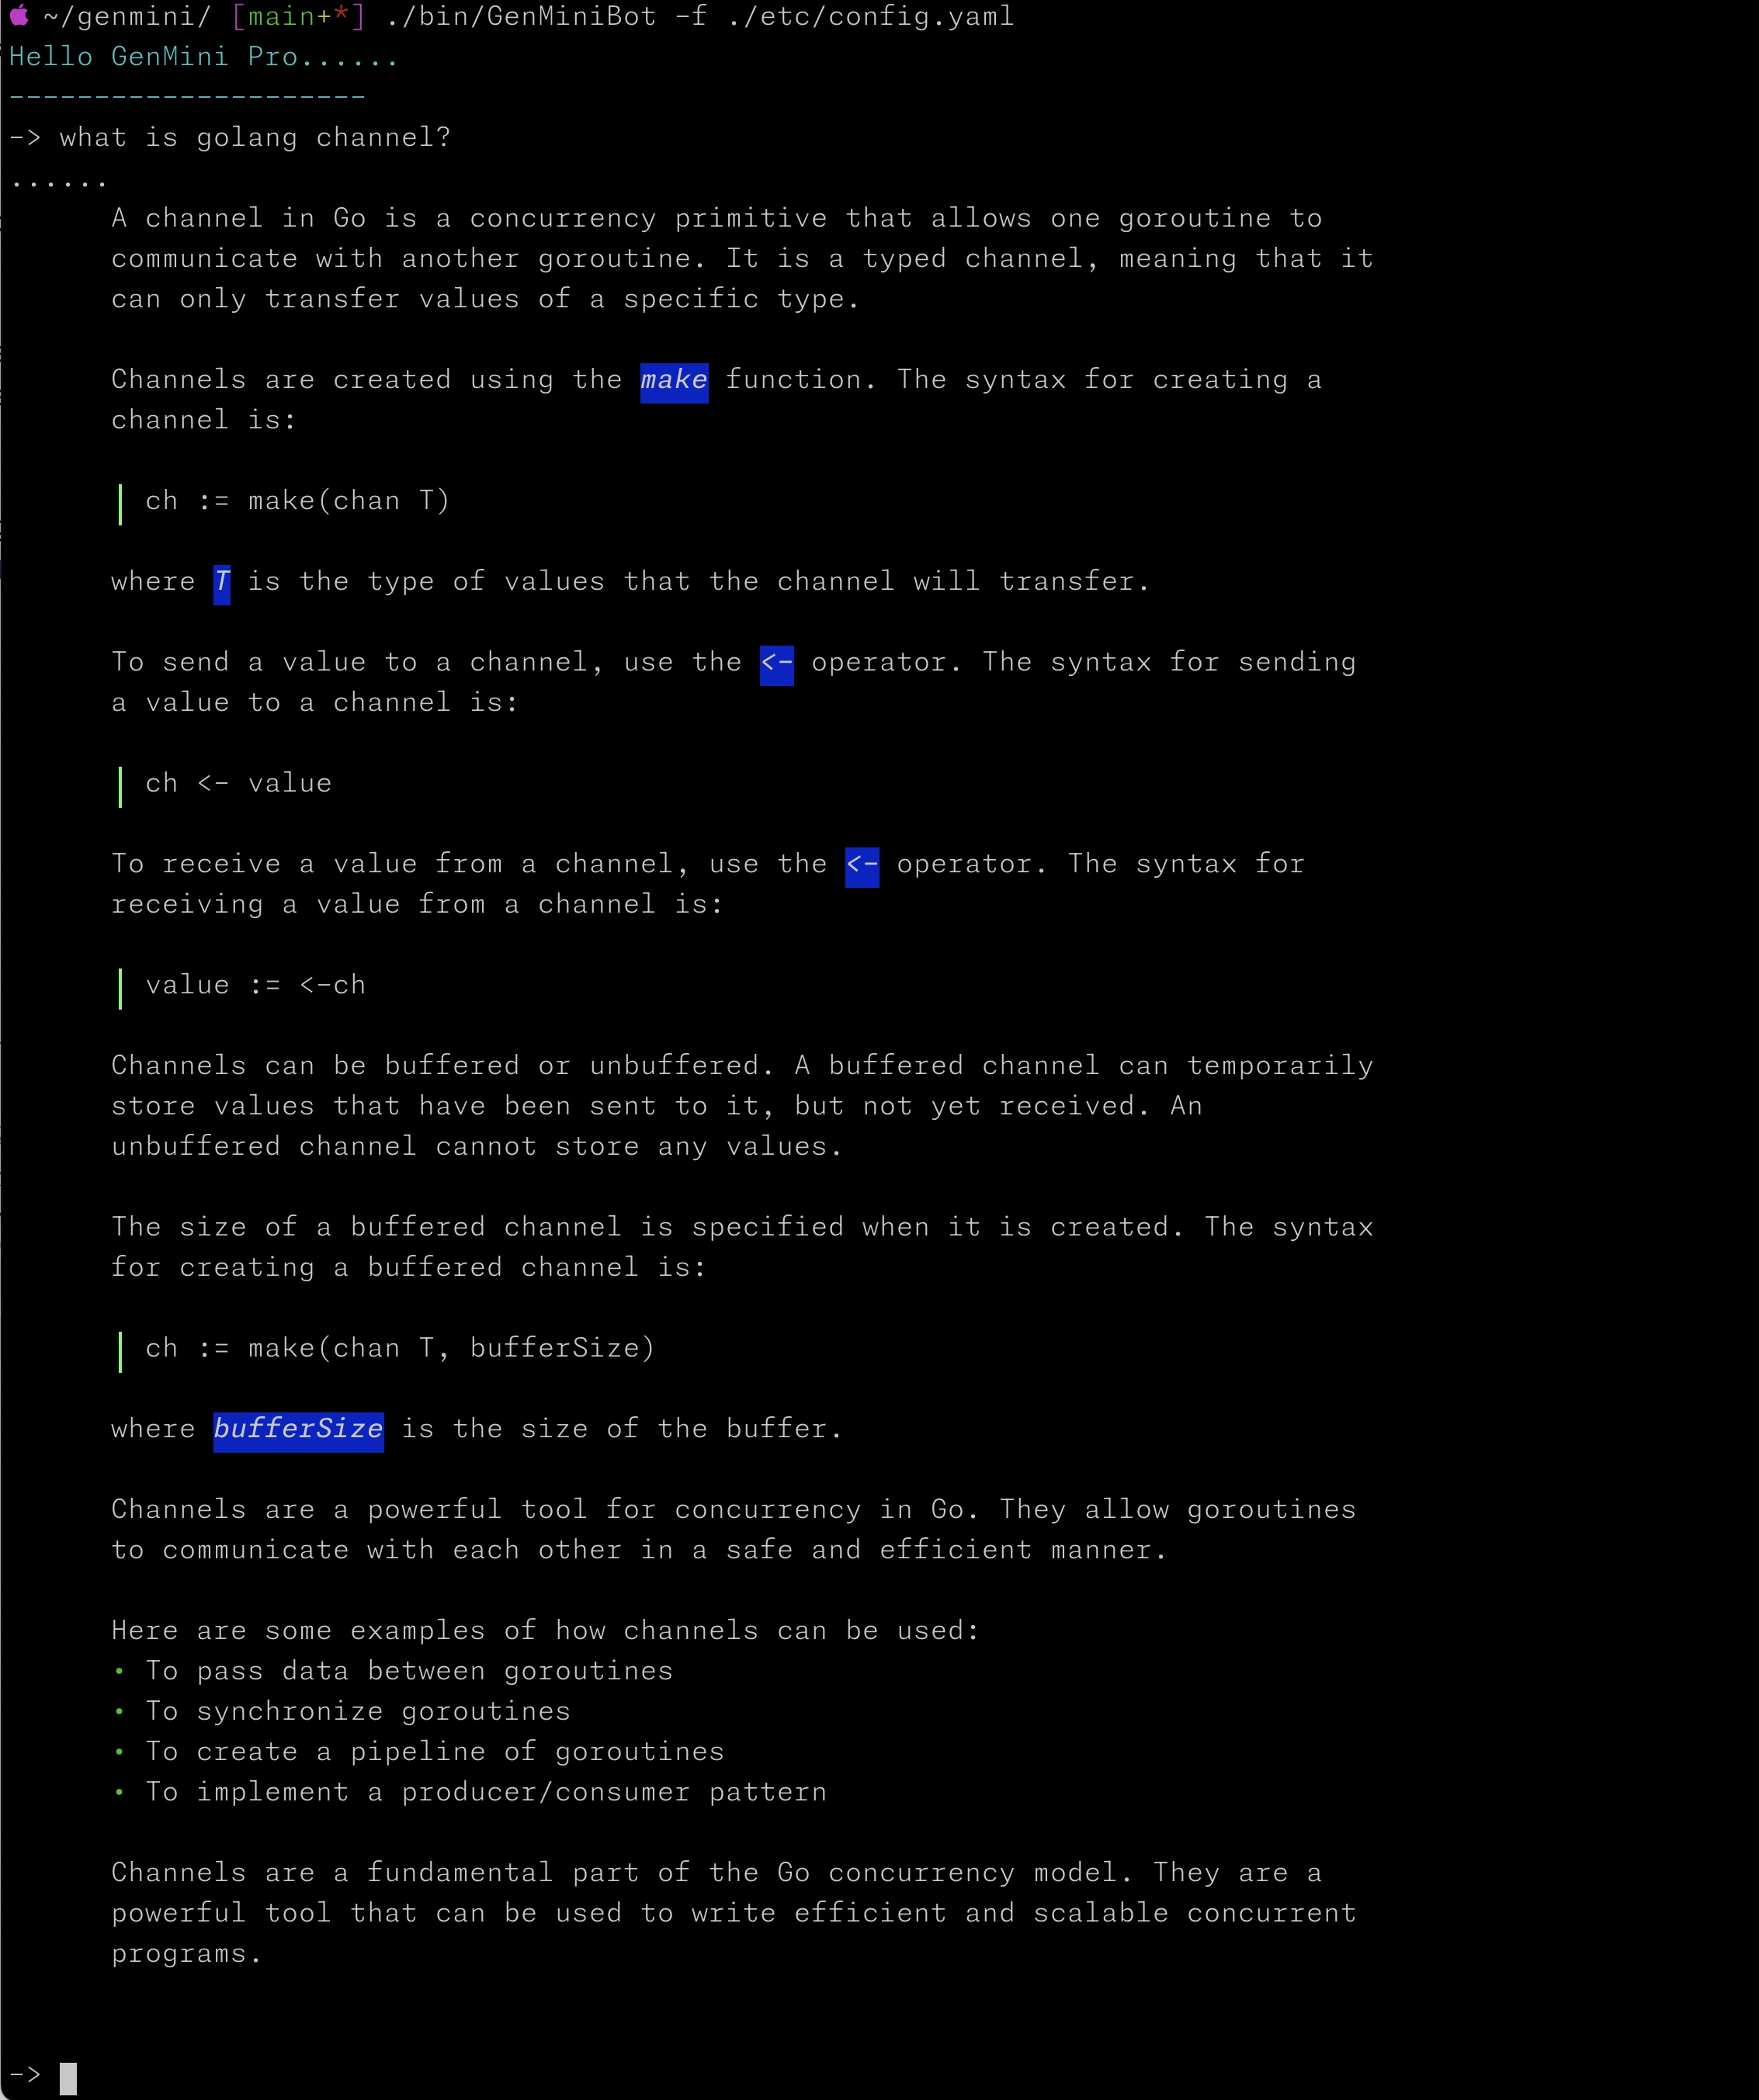 ~/genmini/ [main+*] ./bin/GenMiniBot -f ./etc/config.yaml
Hello GenMini Pro......
---------------------
-> what is golang channel?
......
A channel in Go is a concurrency primitive that allows one goroutine to
communicate with another goroutine. It is a typed channel, meaning that it
can only transfer values of a specific type.
Channels are created using the make function. The syntax for creating a
channel is:
ch := make(chan T)
where T is the type of values that the channel will transfer.
To send a value to a channel, use the <- operator. The syntax for sending
a value to a channel is:
ch <- value
To receive a value from a channel, use the <- operator. The syntax for
receiving a value from a channel is:
value := <-ch
Channels can be buffered or unbuffered. A buffered channel can temporarily
store values that have been sent to it, but not yet received. An
unbuffered channel cannot store any values.
The size of a buffered channel is specified when it is created. The syntax
for creating a buffered channel is:
ch := make(chan T, bufferSize)
where bufferSize is the size of the buffer.
Channels are a powerful tool for concurrency in Go. They allow goroutines
to communicate with each other in a safe and efficient manner.
Here are some examples of how channels can be used:
• To pass data between goroutines
• To synchronize goroutines
• To create a pipeline of goroutines
• To implement a producer/consumer pattern
Channels are a fundamental part of the Go concurrency model. They are a
powerful tool that can be used to write efficient and scalable concurrent
programs.
->